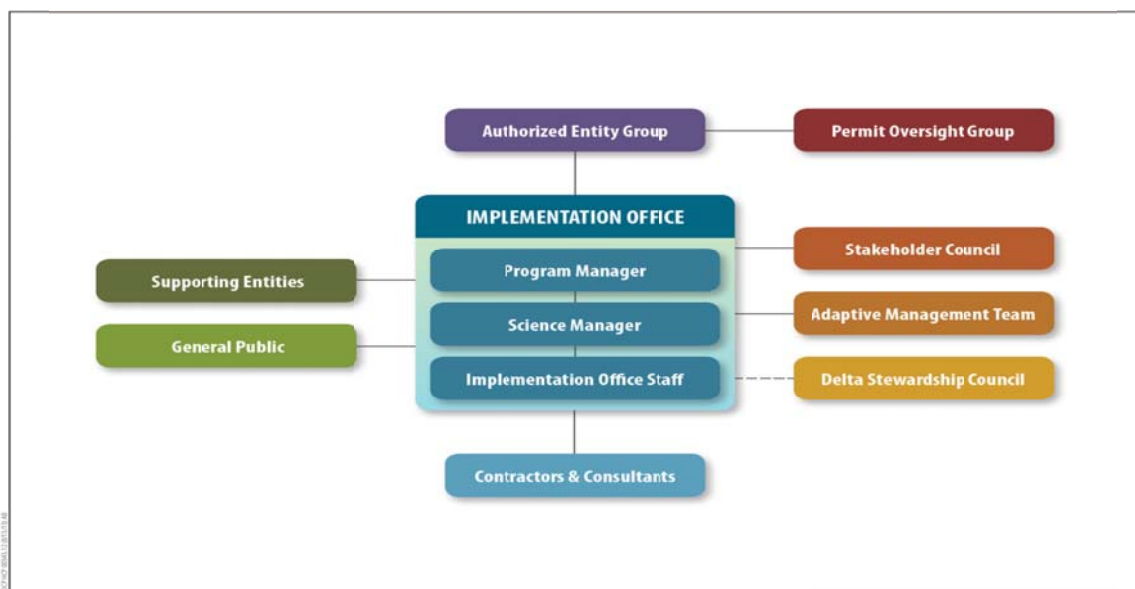 Authorized Entity Group
Permit Oversight Group
IMPLEMENTATION OFFICE
Program Manager
Science Manager
Implementation Office Staff
Supporting Entities
General Public
Stakeholder Council
Adaptive Management Team
Delta Stewardship Council
Contractors & Consultants